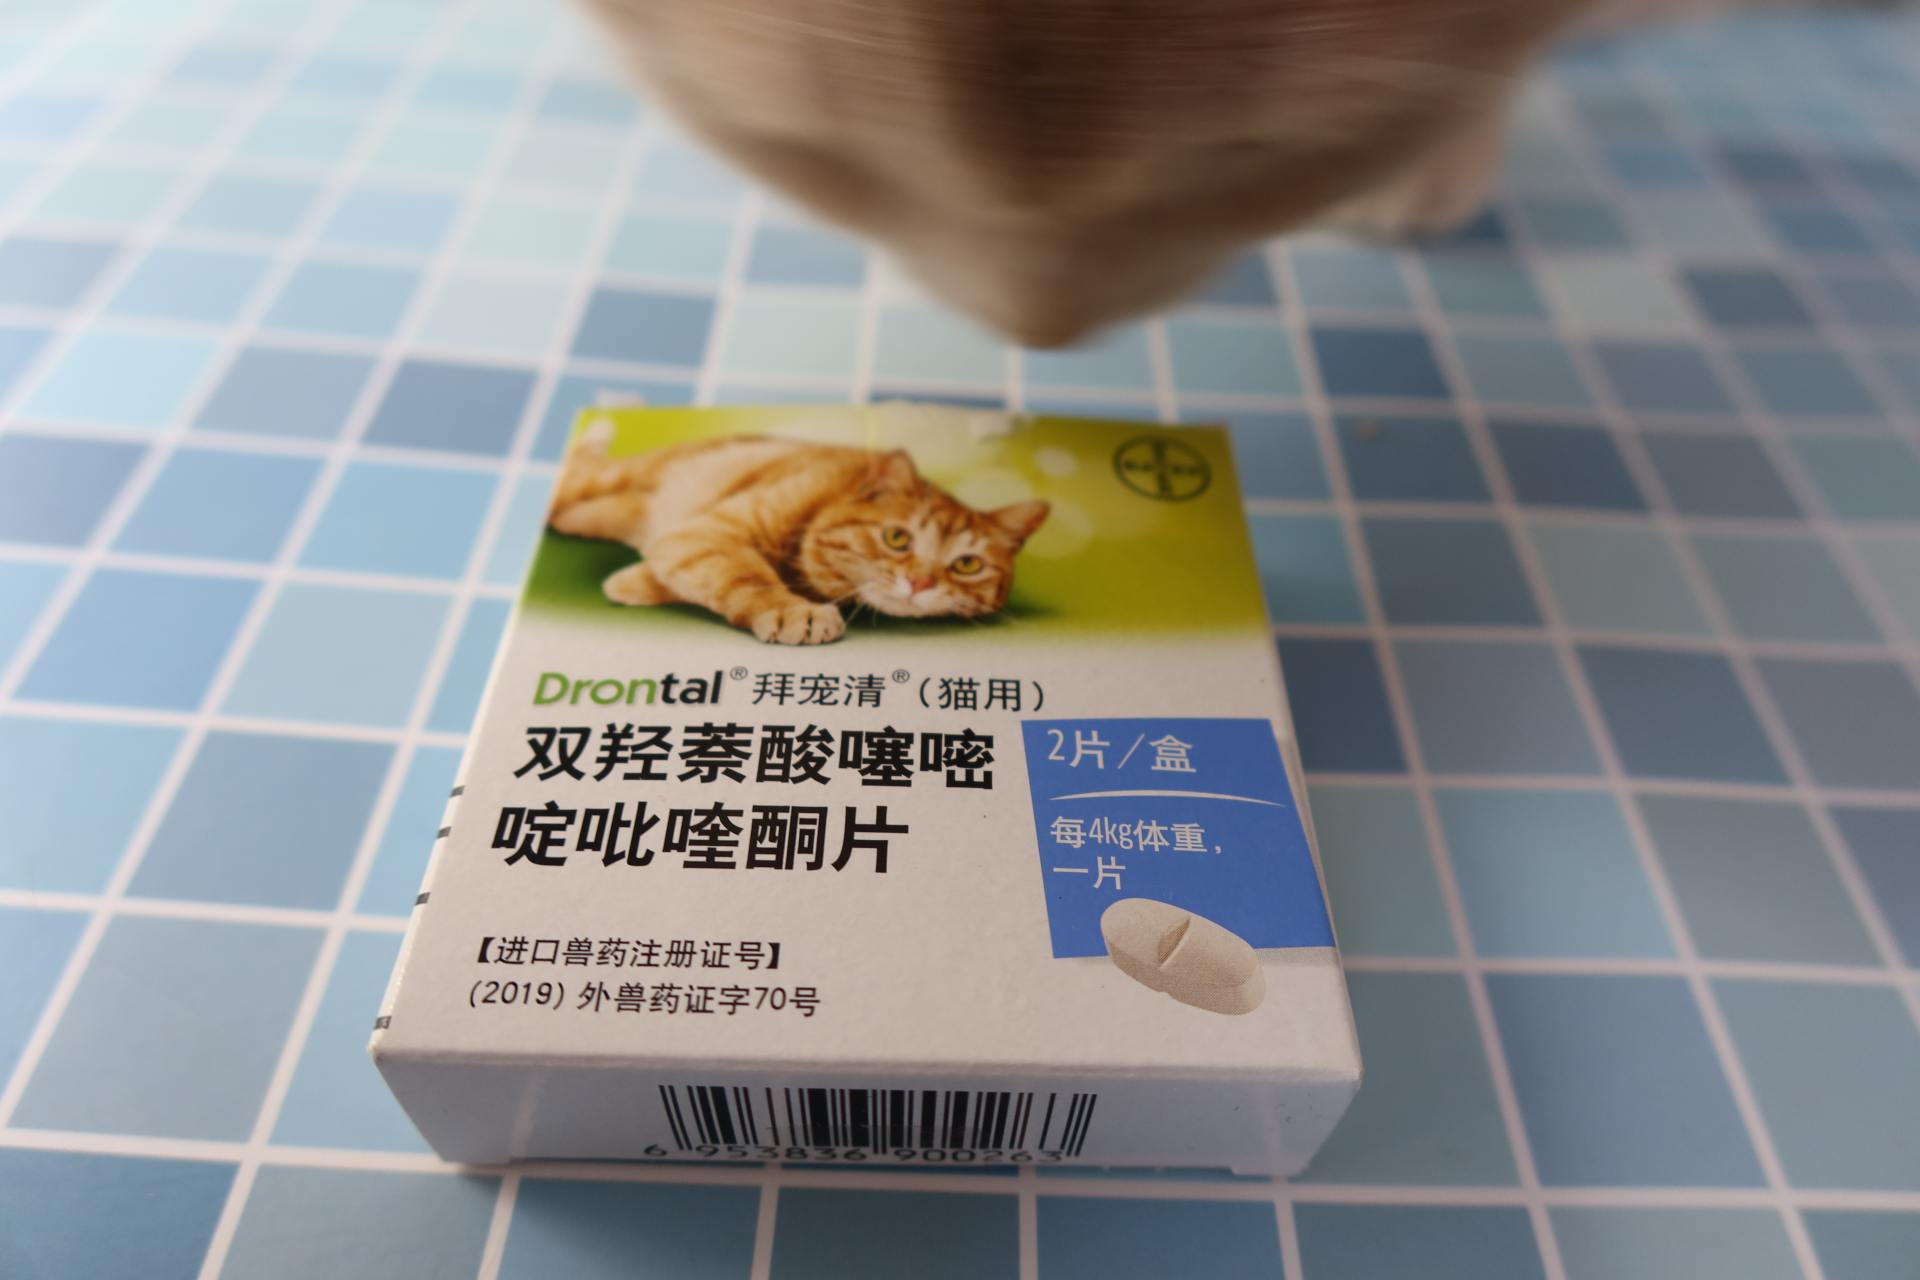 Drontal®拜宠清®(猫用)
双羟萘酸噻嘧
啶吡喹酮片
2片/盒
每4kg体重,
一片
【进口兽药注册证号】
(2019) 外兽药证字70号
6 953836 900263